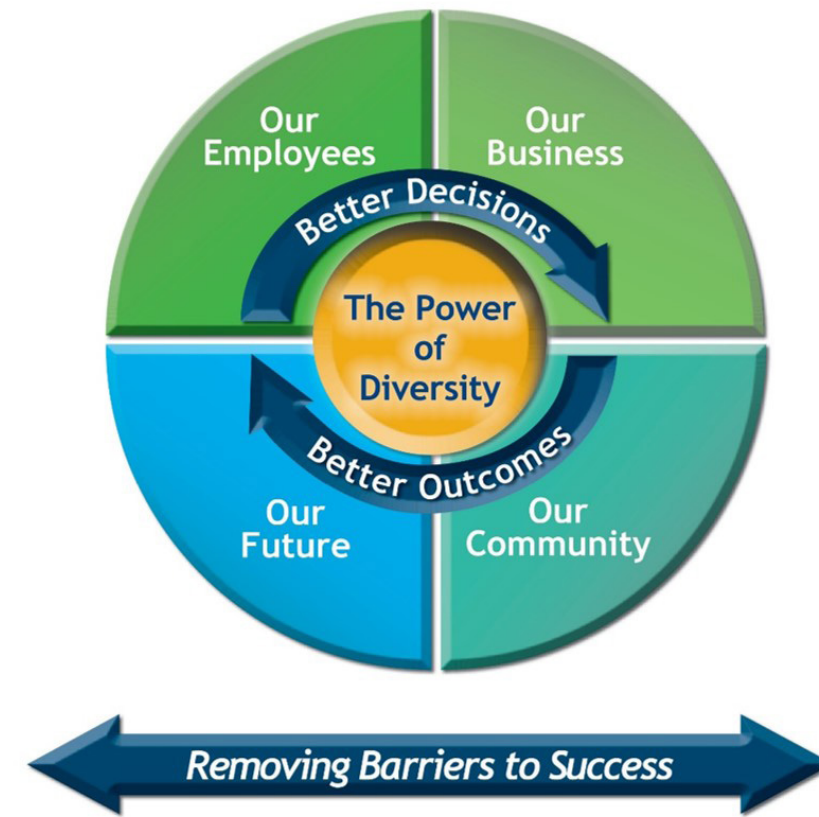 Our
Employees
Our
Business
Better Decisions
The Power
of
Diversity
Better Outcomes
Our
Future
Our
Community
Removing Barriers to Success